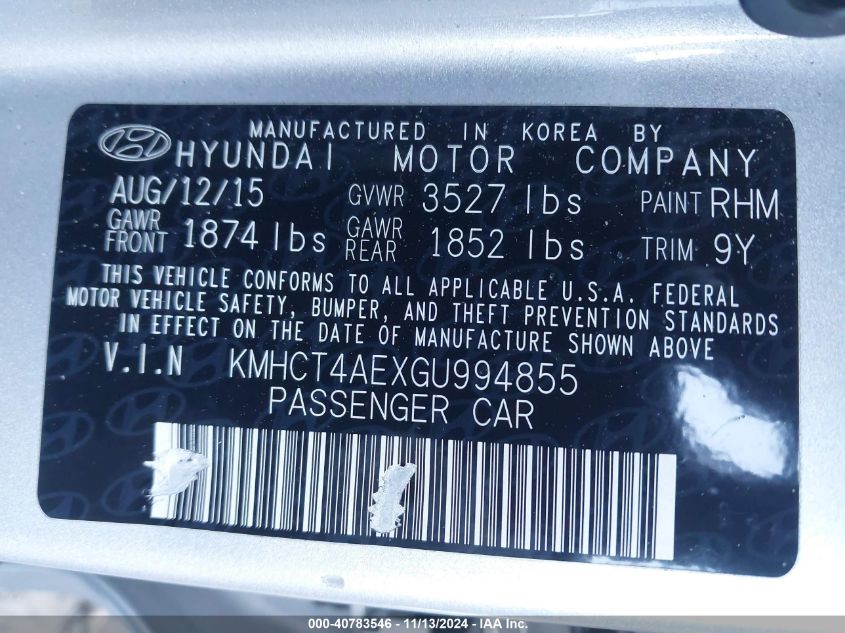 MANUFACTURED IN KOREA BY
HYUNDAI MOTOR COMPANY
AUG/12/15 GVWR 3527 lbs PAINT RHM
GAWR FRONT 1874 lbs GAWR REAR 1852 lbs TRIM 9Y
THIS VEHICLE CONFORMS TO ALL APPLICABLE U.S.A. FEDERAL
MOTOR VEHICLE SAFETY, BUMPER, AND THEFT PREVENTION STANDARDS
IN EFFECT ON THE DATE OF MANUFACTURE SHOWN ABOVE
V.I.N KMHCT4AEXGU994855
PASSENGER CAR
000-40783546 - 11/13/2024 - IAA Inc.